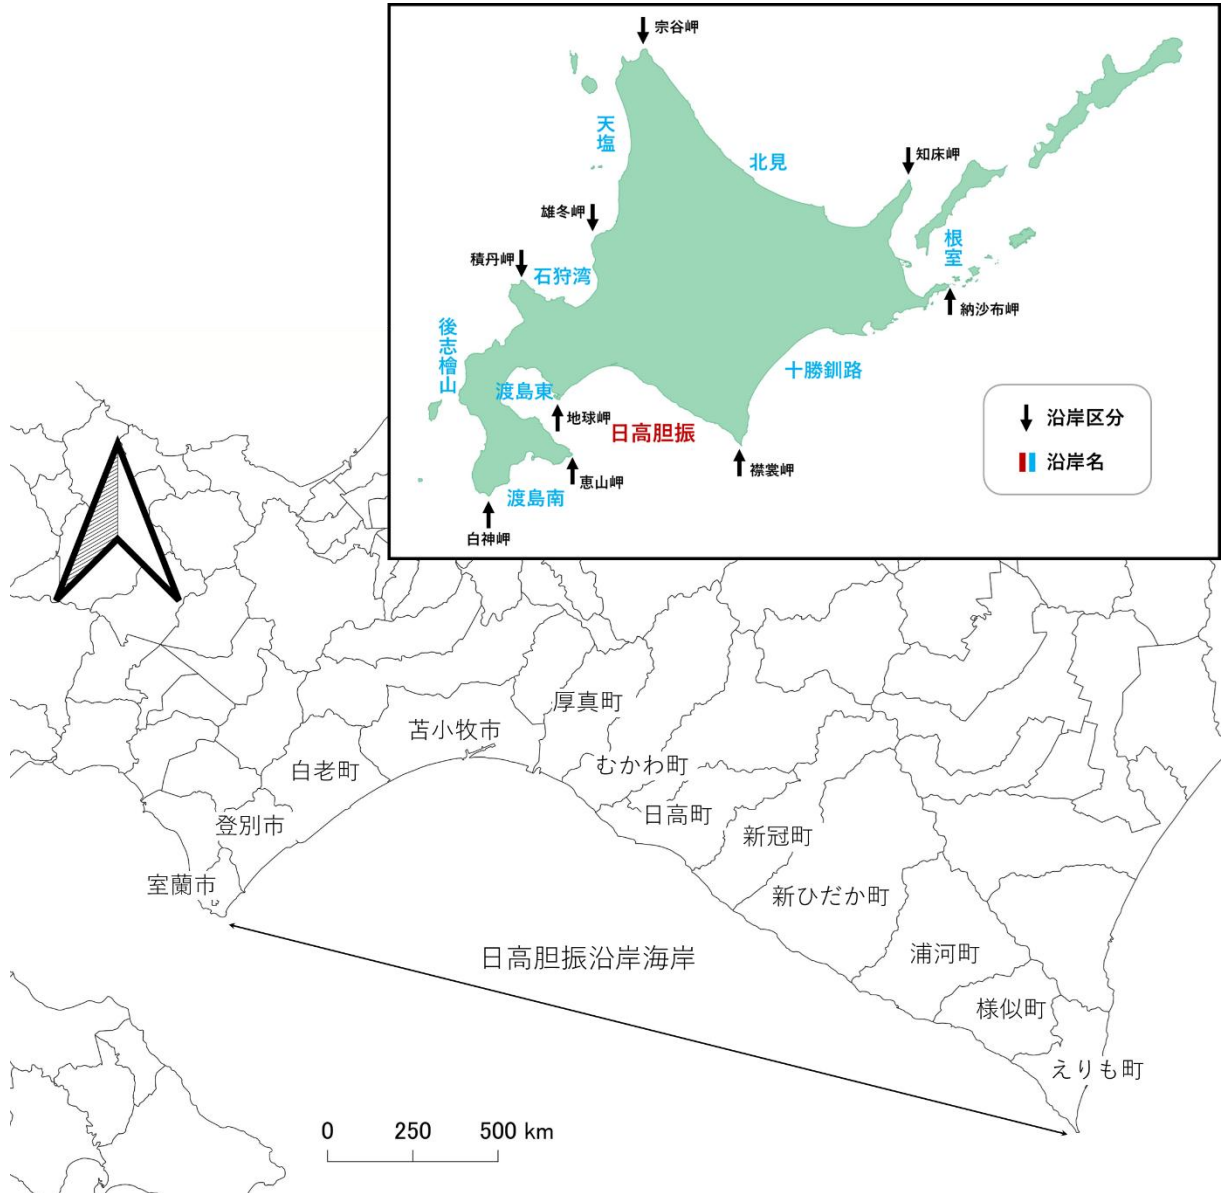 宗谷岬
天塩
北見
知床岬
雄冬岬
積丹岬
石狩湾
根室
納沙布岬
後志檜山
渡島東
十勝釧路
地球岬
日高胆振
襟裳岬
恵山岬
渡島南
白神岬
沿岸区分
沿岸名
厚真町
苫小牧市
むかわ町
白老町
日高町
登別市
新冠町
室蘭市
新ひだか町
浦河町
日高胆振沿岸海岸
様似町
えりも町
0 250 500 km